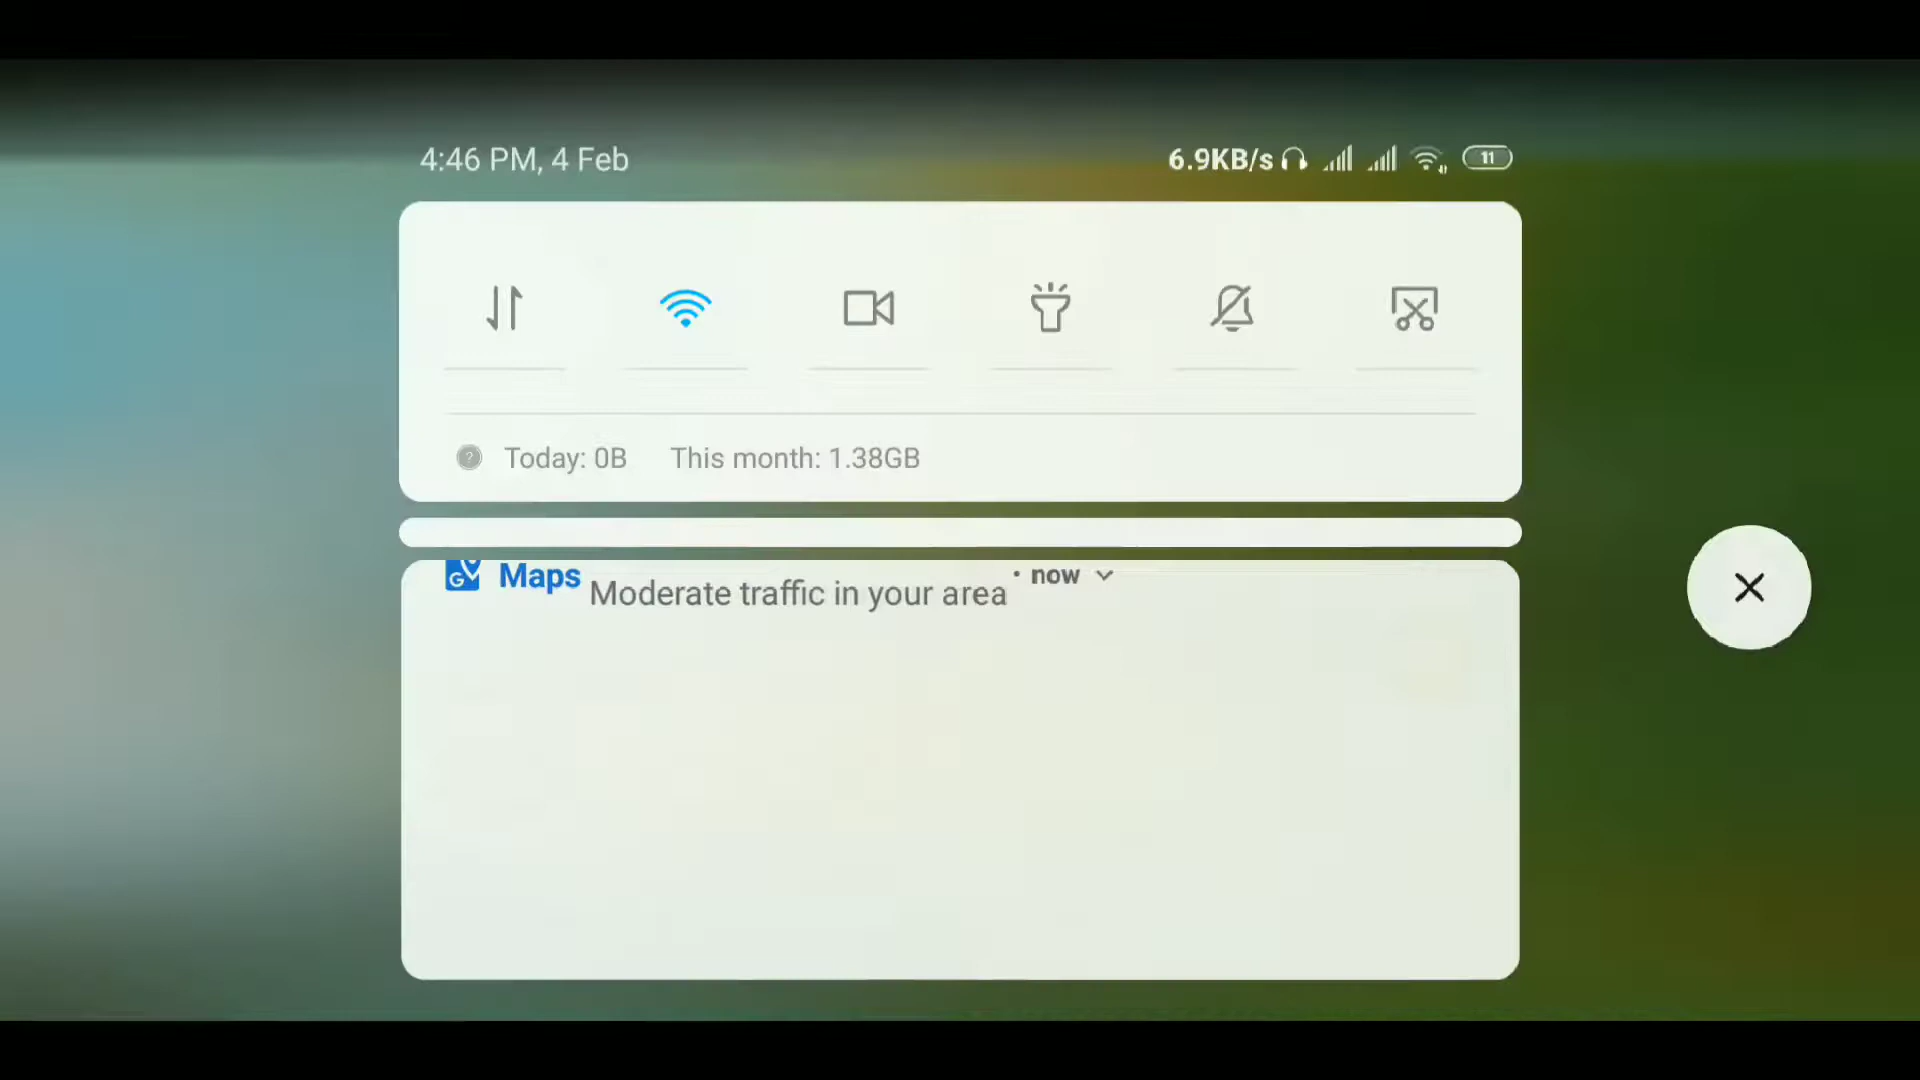 4:46 PM, 4 Feb
6.9KB/s 11
Today: 0B This month: 1.38GB
Maps Moderate traffic in your area • now